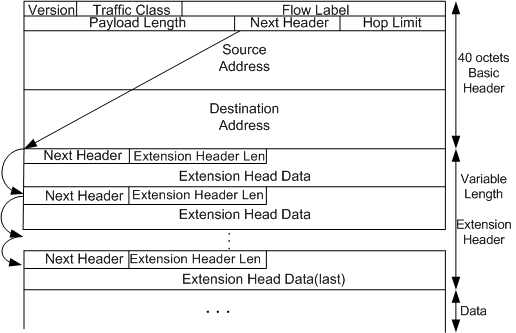 Version Traffic Class Flow Label
Payload Length Next Header Hop Limit
Source
Address
Destination
Address
40 octets
Basic
Header
Next Header Extension Header Len
Extension Head Data
Next Header Extension Header Len
Extension Head Data
Variable
Length
Extension
Header
Next Header Extension Header Len
Extension Head Data(last)
. . .
Data